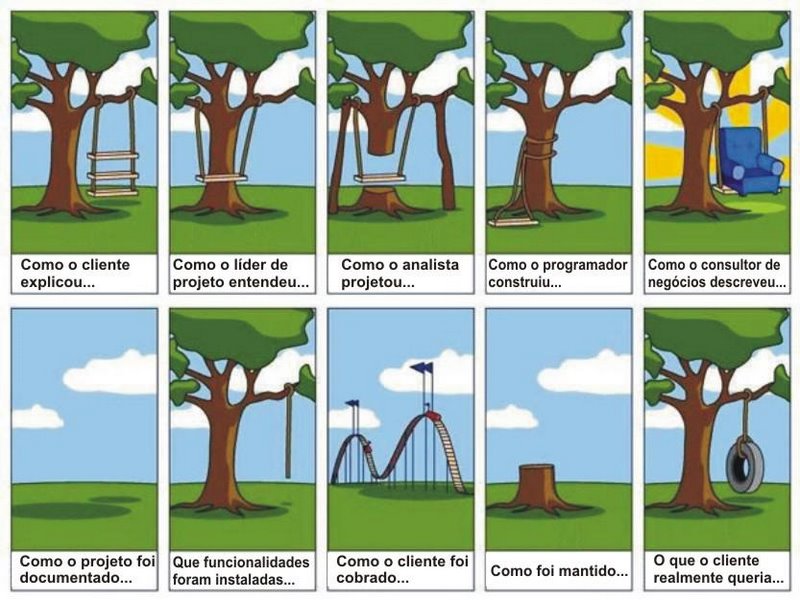 Como o cliente
explicou...
Como o líder de
projeto entendeu...
Como o analista
projetou...
Como o programador
construiu...
Como o consultor de
negócios descreveu...
Como o projeto foi
documentado...
Que funcionalidades
foram instaladas...
Como o cliente foi
cobrado...
Como foi mantido...
O que o cliente
realmente queria...